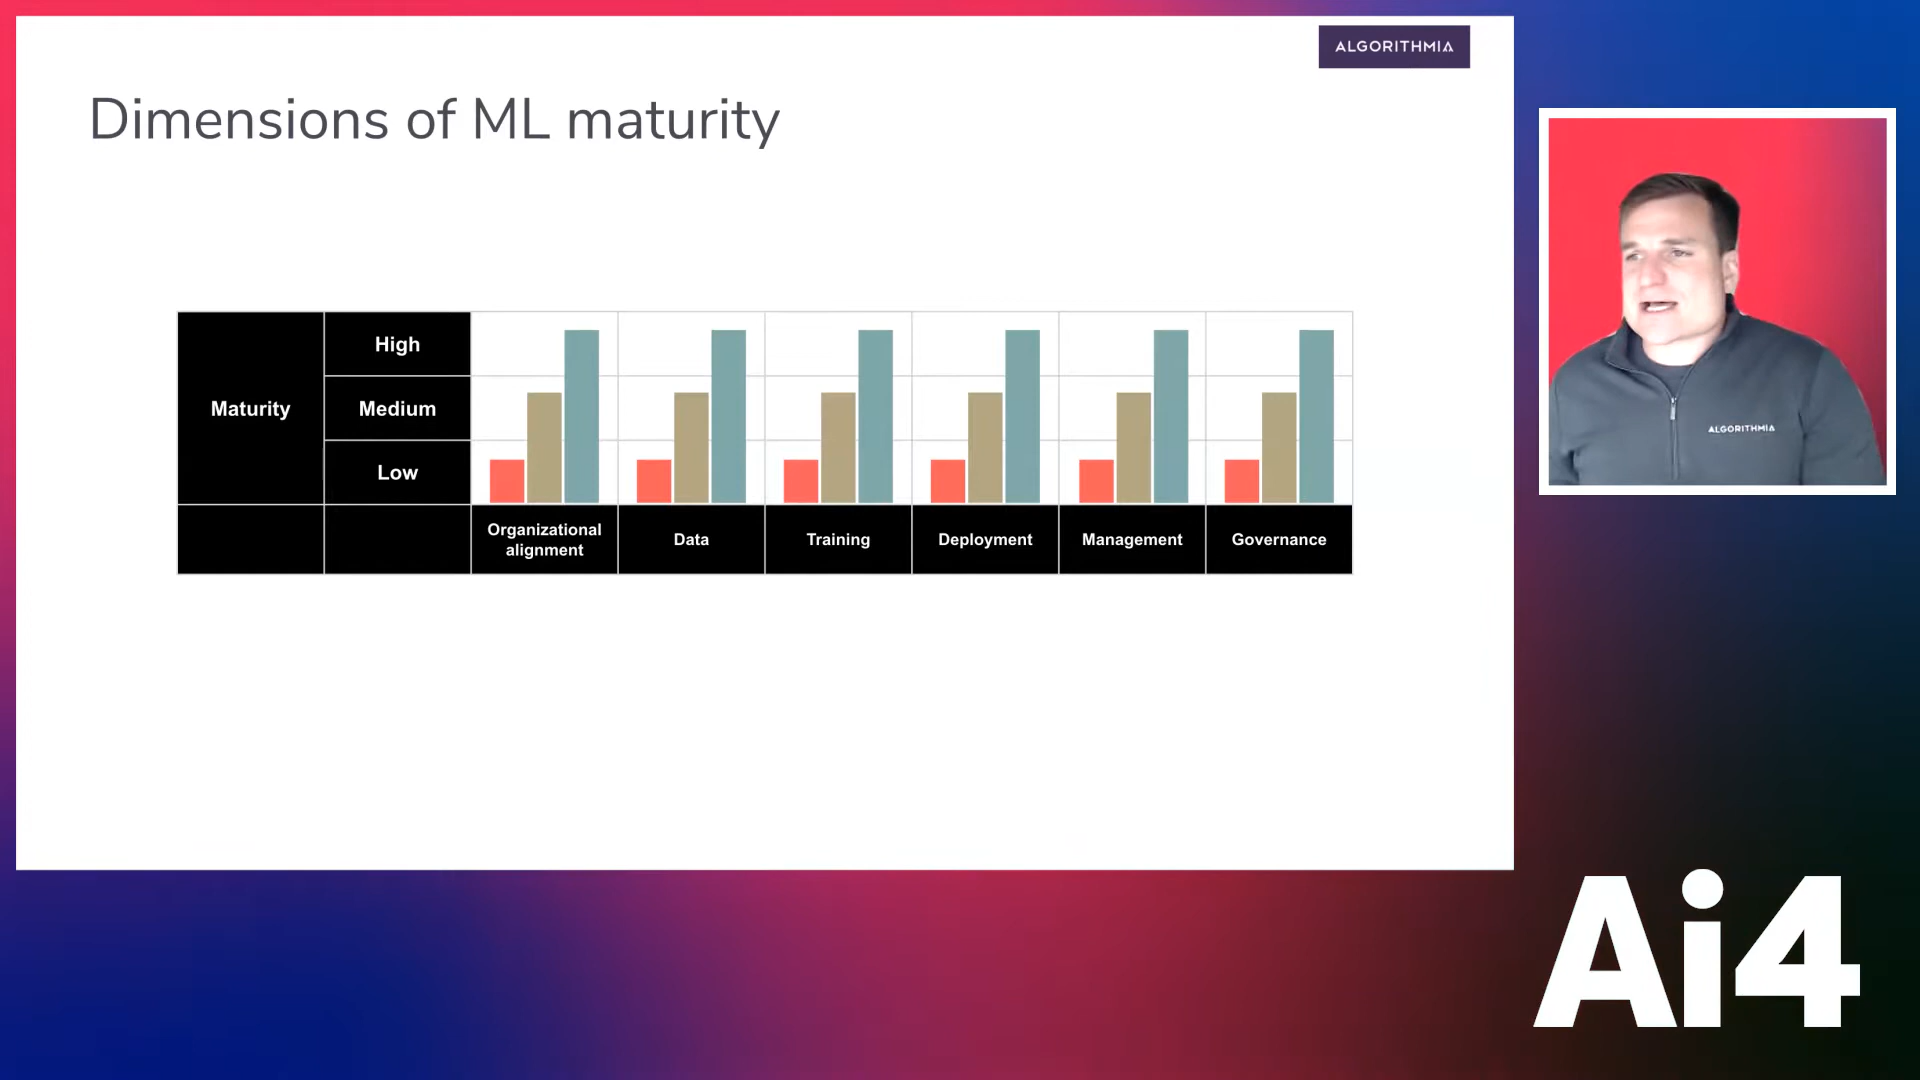 ALGORITHMIA
Dimensions of ML maturity
Maturity
High
Medium
Low
Organizational
alignment
Data
Training
Deployment
Management
Governance
ALGORITHMIA
Ai4